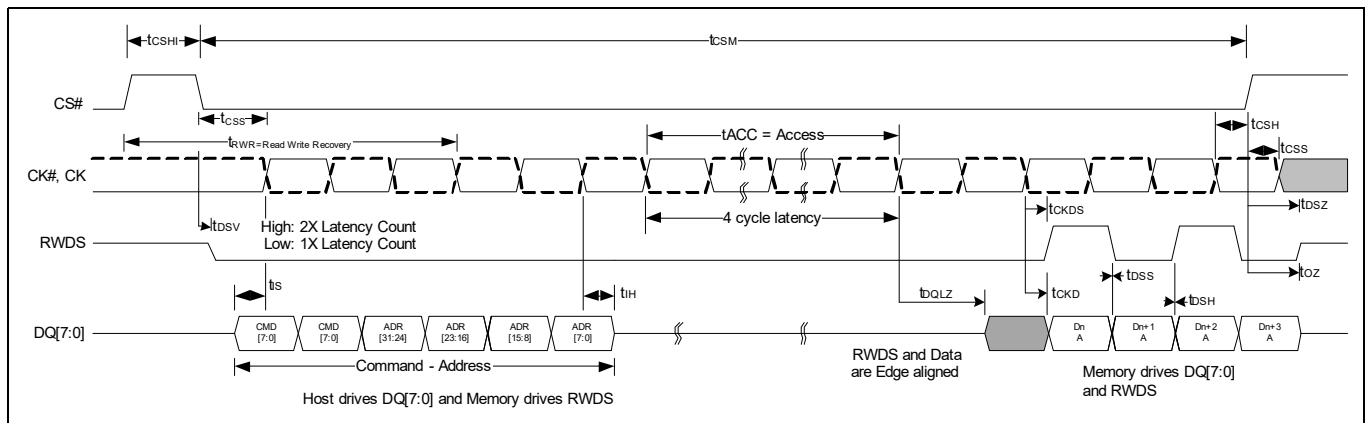 tCSHI
tCSM
CS#
tCSS
tRWR=Read Write Recovery
tACC = Access
tCSH
tCSS
CK#, CK
4 cycle latency
tDSV
High: 2X Latency Count
Low: 1X Latency Count
tCKDS
tDSZ
RWDS
tIS
tIH
tDQLZ
tCKD
tDSS
tDSH
tOZ
DQ[7:0]
CMD
[7:0]
CMD
[7:0]
ADR
[31:24]
ADR
[23:16]
ADR
[15:8]
ADR
[7:0]
Dn
A
Dn+1
A
Dn+2
A
Dn+3
A
Command - Address
RWDS and Data
are Edge aligned
Memory drives DQ[7:0]
and RWDS
Host drives DQ[7:0] and Memory drives RWDS